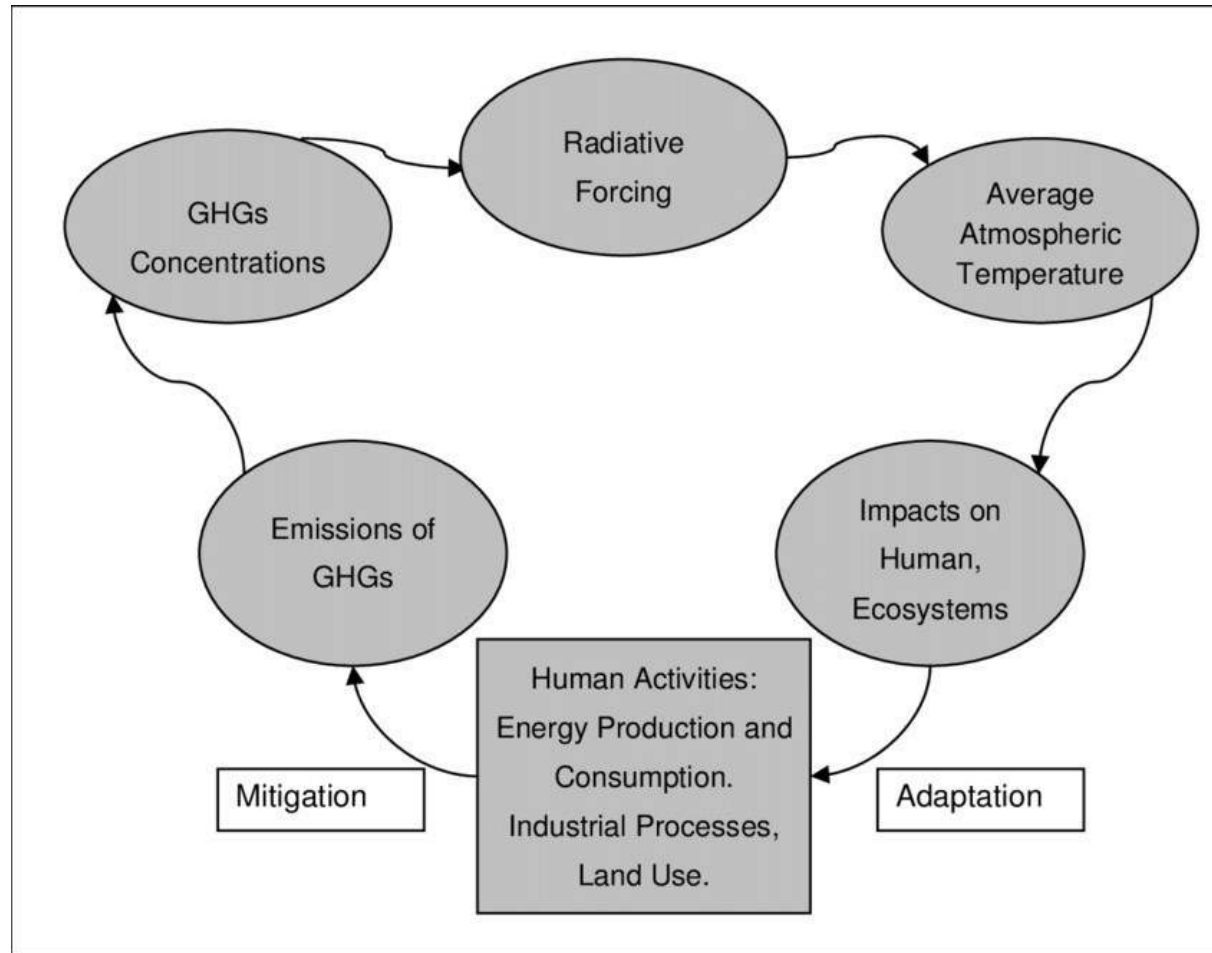 Radiative
Forcing
GHGs
Concentrations
Average
Atmospheric
Temperature
Emissions of
GHGs
Impacts on
Human,
Ecosystems
Human Activities:
Energy Production and
Consumption.
Industrial Processes,
Land Use.
Mitigation
Adaptation